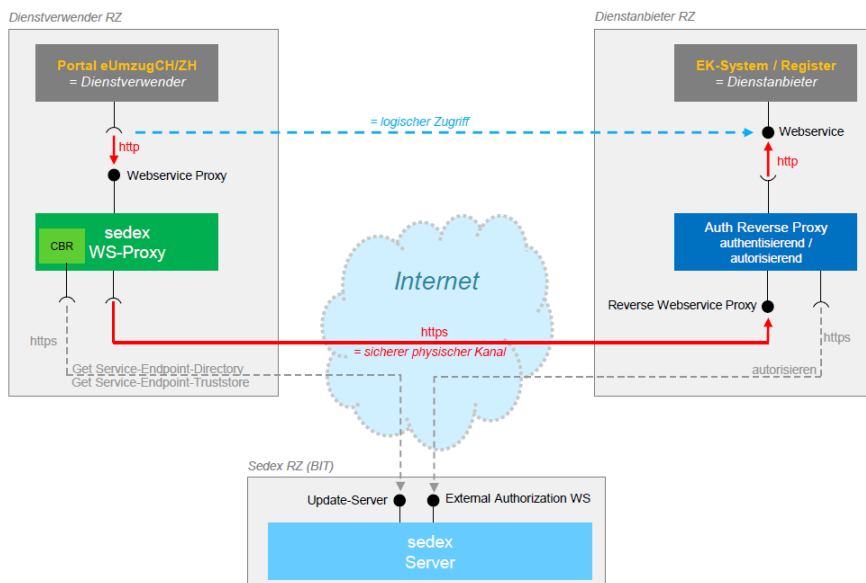 Dienstverwender RZ
Dienstanbieter RZ
Portal eUmzugCH/ZH
= Dienstverwender
EK-System / Register
= Dienstanbieter
= logischer Zugriff
Webservice
http
http
Webservice Proxy
sedex
WS-Proxy
CBR
Auth Reverse Proxy
authentisierend /
autorisierend
Internet
Reverse Webservice Proxy
https
https
https
= sicherer physischer Kanal
Get Service-Endpoint-Directory
Get Service-Endpoint-Truststore
autorisieren
Sedex RZ (BIT)
Update-Server
External Authorization WS
sedex
Server